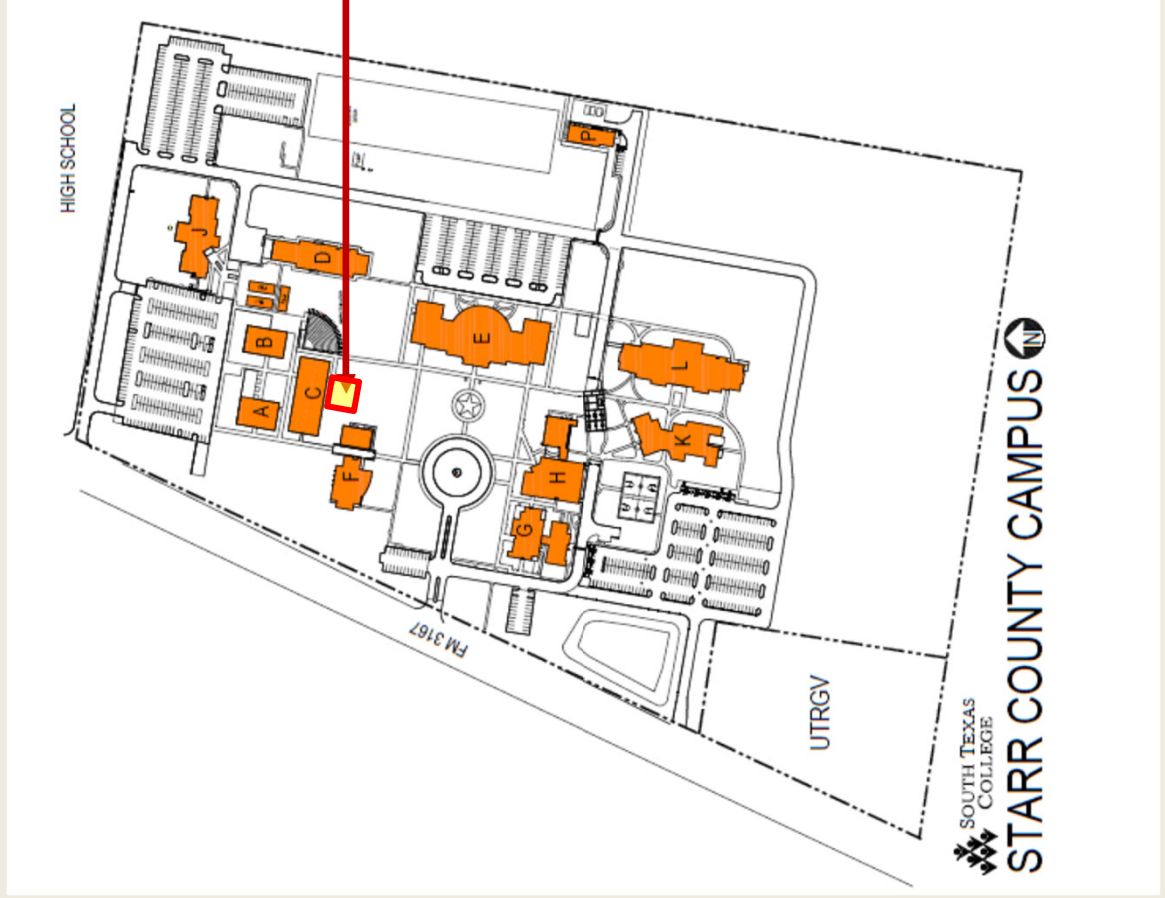 HIGH SCHOOL
J
D
P
B
A
C
E
F
L
K
H
G
FM 3167
UTRGV
SOUTH TEXAS
COLLEGE
STARR COUNTY CAMPUS
N